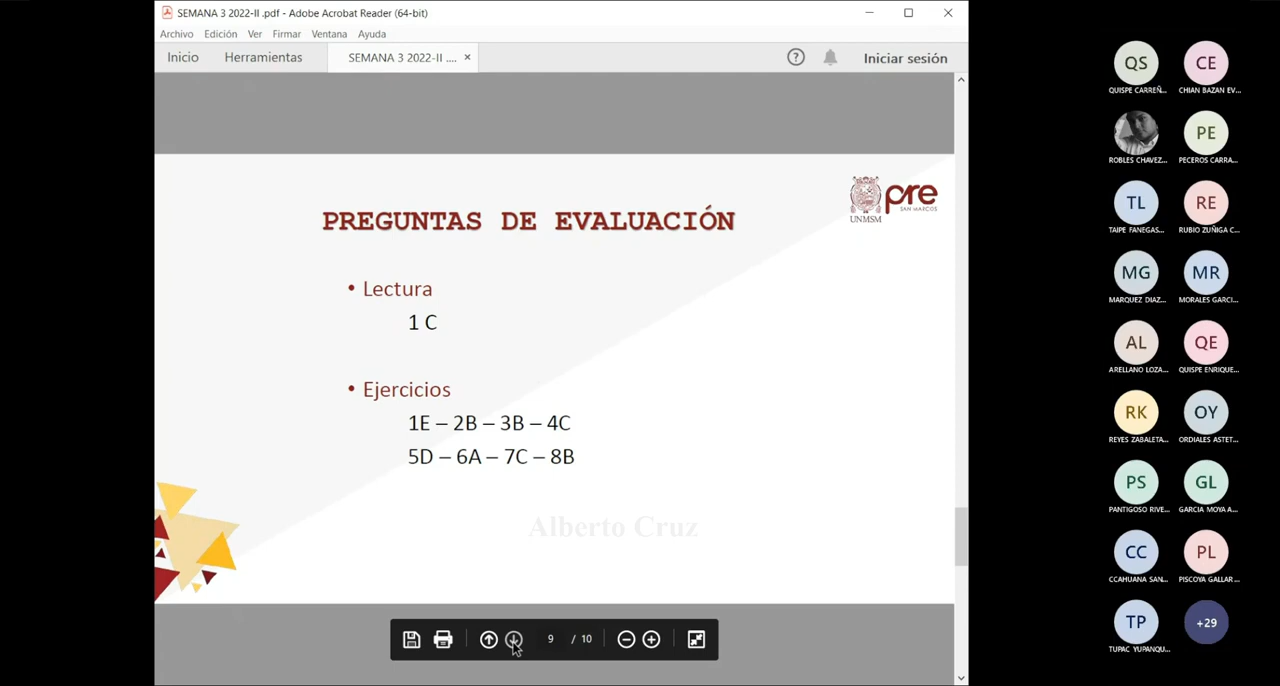 SEMANA 3 2022-II .pdf - Adobe Acrobat Reader (64-bit)
Archivo Edición Ver Firmar Ventana Ayuda
Inicio Herramientas SEMANA 3 2022-II .... × Iniciar sesión
UNMSM
pre
SAN MARCOS
PREGUNTAS DE EVALUACIÓN
• Lectura
1 C
• Ejercicios
1E – 2B – 3B – 4C
5D – 6A – 7C – 8B
Alberto Cruz
9 / 10
QS CE
QUISPE CARREÑ... CHIAN BAZAN EV...
PE
ROBLES CHAVEZ... PECEROS CARRA...
TL RE
TAIPE FANEGAS... RUBIO ZUÑIGA C...
MG MR
MARQUEZ DIAZ... MORALES GARCI...
AL QE
ARELLANO LOZA... QUISPE ENRIQUE...
RK OY
REYES ZABALETA... ORDIALES ASTET...
PS GL
PANTIGOSO RIVE... GARCIA MOYA A...
CC PL
CCAHUANA SAN... PISCOYA GALLAR...
TP +29
TUPAC YUPANQU...